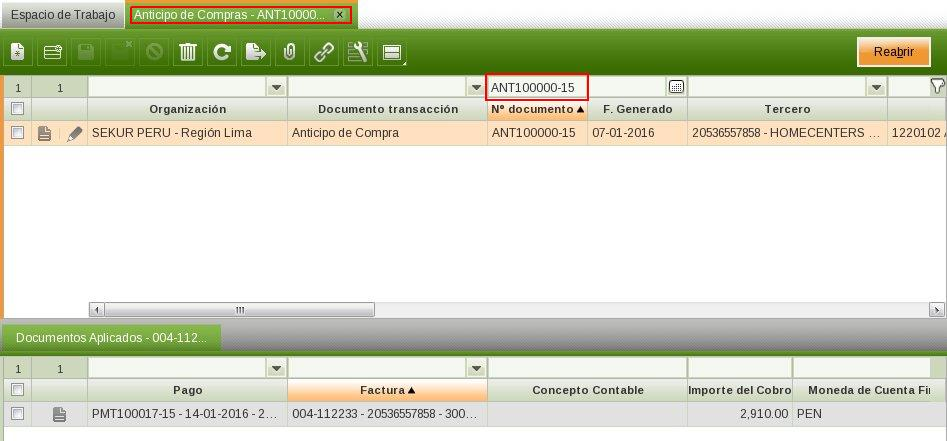 Espacio de Trabajo Anticipo de Compras - ANT10000... x
Reabrir
1 1 ANT100000-15
Organización Documento transacción Nº documento F. Generado Tercero
SEKUR PERU - Región Lima Anticipo de Compra ANT100000-15 07-01-2016 20536557858 - HOMECENTERS ... 1220102
Documentos Aplicados - 004-112...
1 1
Pago Factura Concepto Contable Importe del Cobro Moneda de Cuenta Fi
PMT100017-15 - 14-01-2016 - 2... 004-112233 - 20536557858 - 300... 2,910.00 PEN